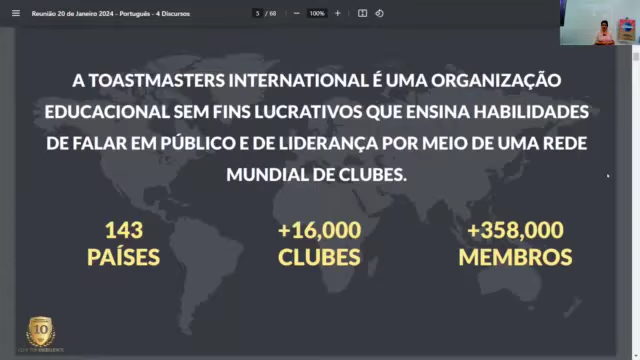 Reunião 20 de Janeiro 2024 - Português - 4 Discursos
5 / 68
100%
A TOASTMASTERS INTERNATIONAL É UMA ORGANIZAÇÃO
EDUCACIONAL SEM FINS LUCRATIVOS QUE ENSINA HABILIDADES
DE FALAR EM PÚBLICO E DE LIDERANÇA POR MEIO DE UMA REDE
MUNDIAL DE CLUBES.
143
PAÍSES
+16,000
CLUBES
+358,000
MEMBROS
10